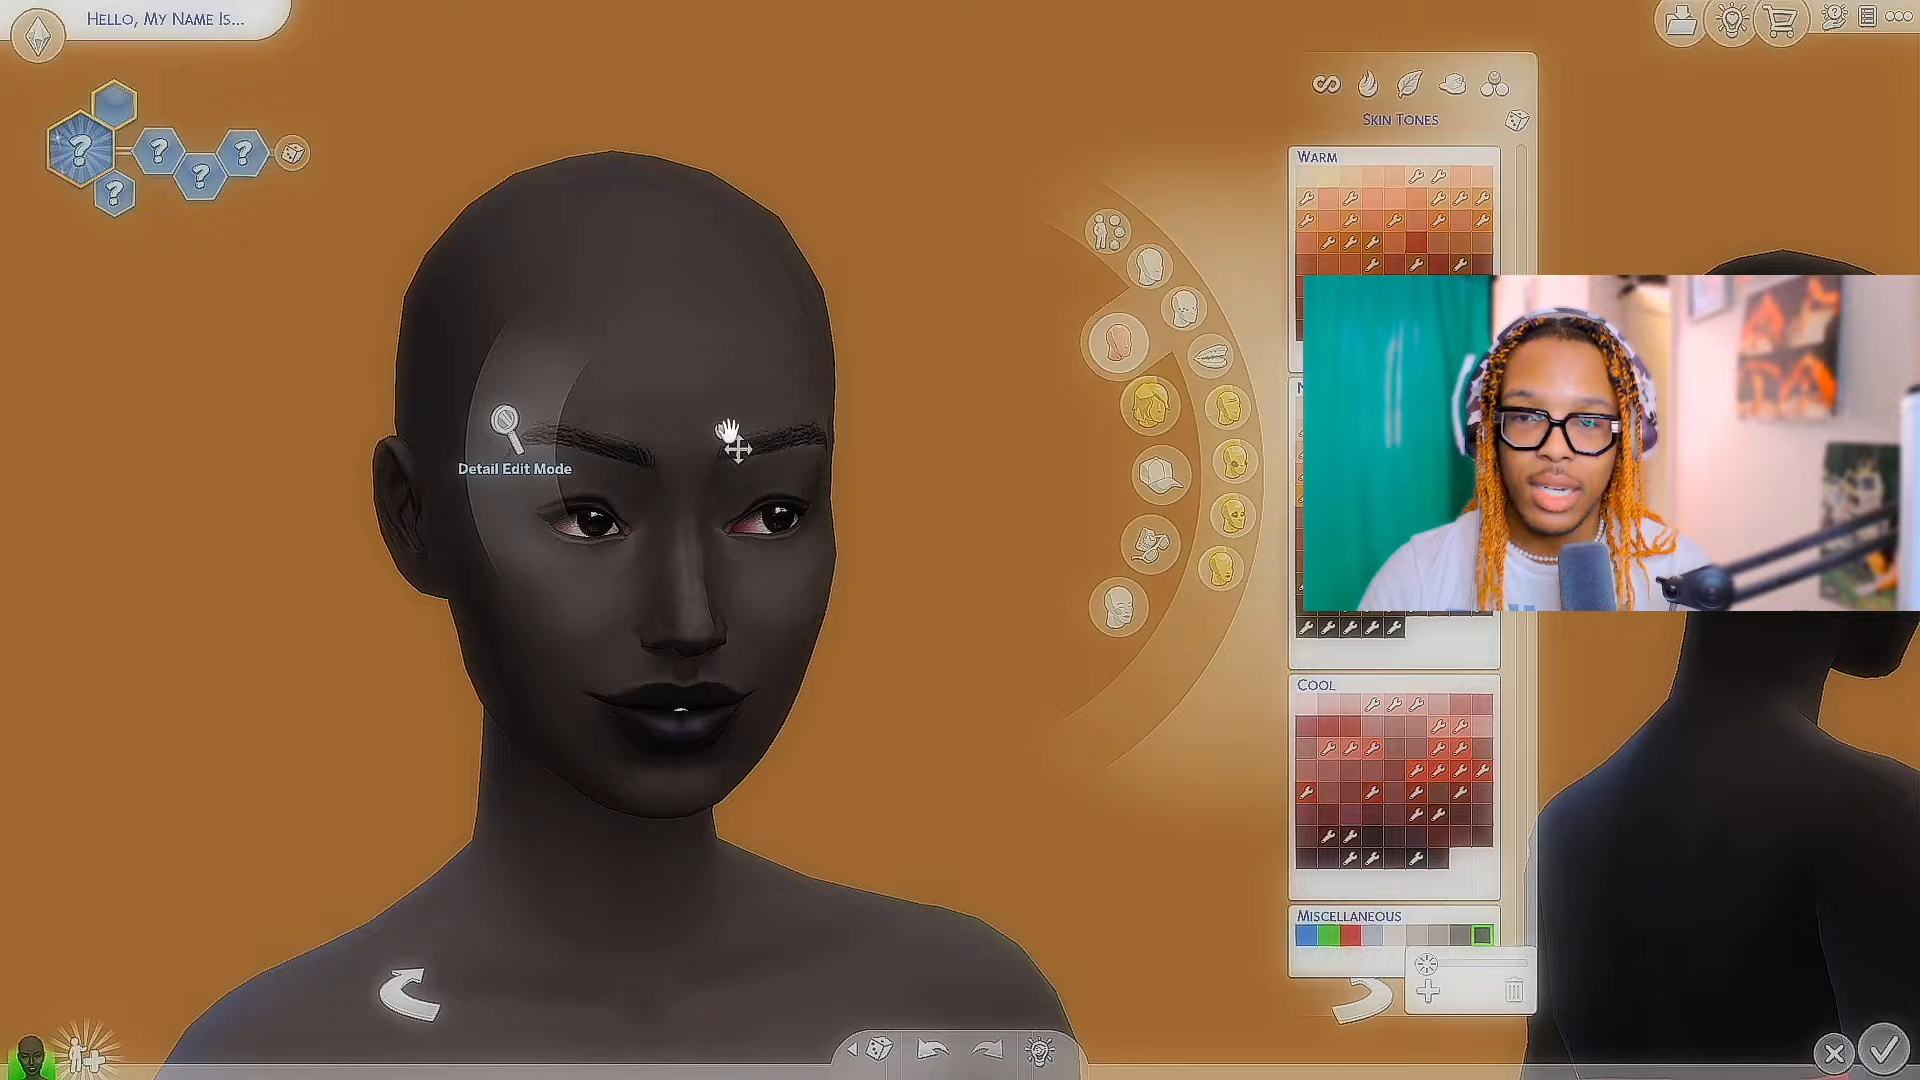 Hello, My Name Is...
Skin Tones
Warm
Detail Edit Mode
Cool
Miscellaneous